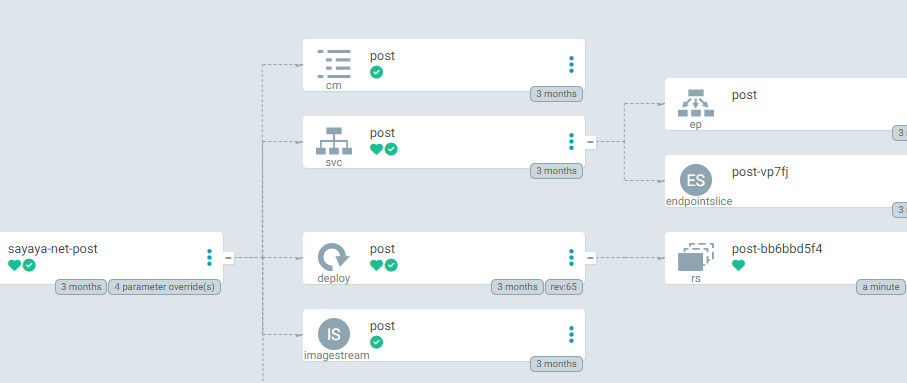 post
cm
3 months
post
svc
3 months
post
ep
3
post-vp7fj
ES
endpointslice
3
sayaya-net-post
3 months
4 parameter override(s)
post
deploy
3 months
rev:65
post-bb6bbd5f4
rs
a minute
post
IS
imagestream
3 months